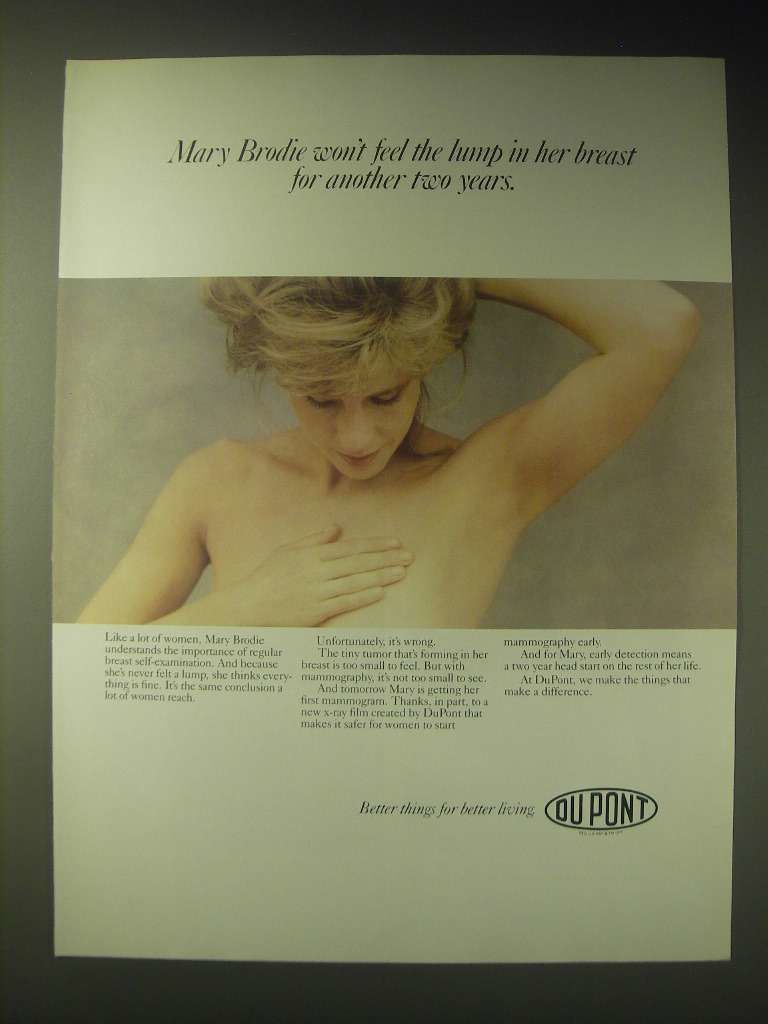 Mary Brodie won't feel the lump in her breast
for another two years.
Like a lot of women, Mary Brodie
understands the importance of regular
breast self-examination. And because
she's never felt a lump, she thinks every-
thing is fine. It's the same conclusion a
lot of women reach.
Unfortunately, it's wrong.
The tiny tumor that's forming in her
breast is too small to feel. But with
mammography, it's not too small to see.
And tomorrow Mary is getting her
first mammogram. Thanks, in part, to a
new x-ray film created by DuPont that
makes it safer for women to start
mammography early.
And for Mary, early detection means
a two year head start on the rest of her life.
At DuPont, we make the things that
make a difference.
Better things for better living.
DU PONT